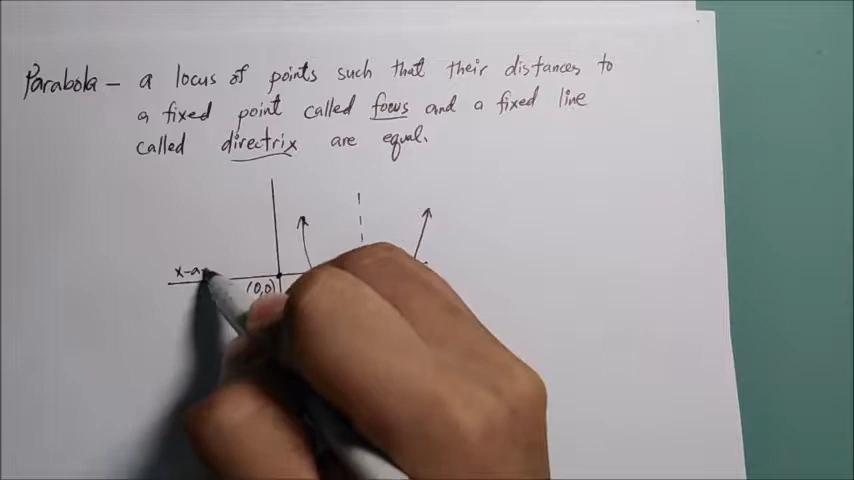 Parabola – a locus of points such that their distances to
a fixed point called focus and a fixed line
called directrix are equal.
x-a
(0,0)